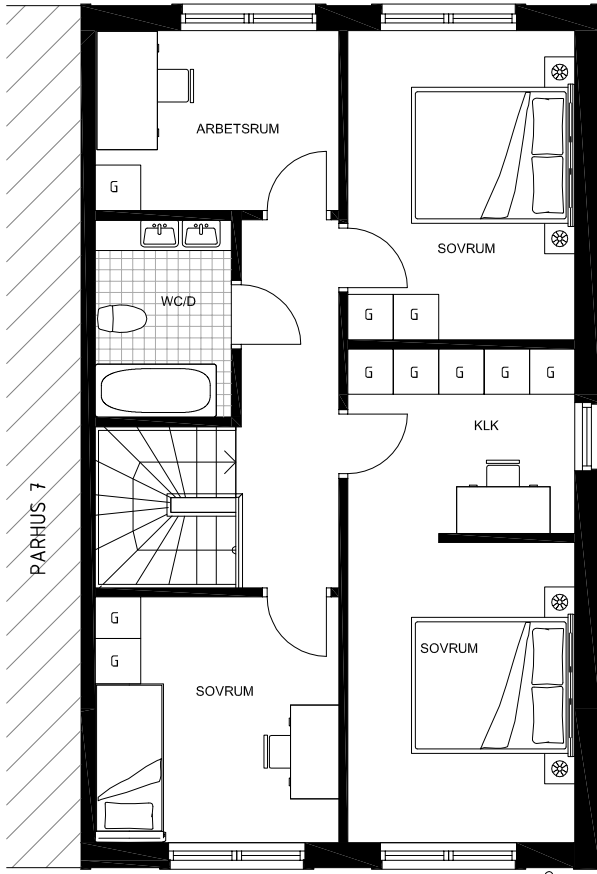 ARBETSRUM
G
SOVRUM
WC/D
G G
G G G G G
KLK
PARHUS 7
G
G
SOVRUM
SOVRUM